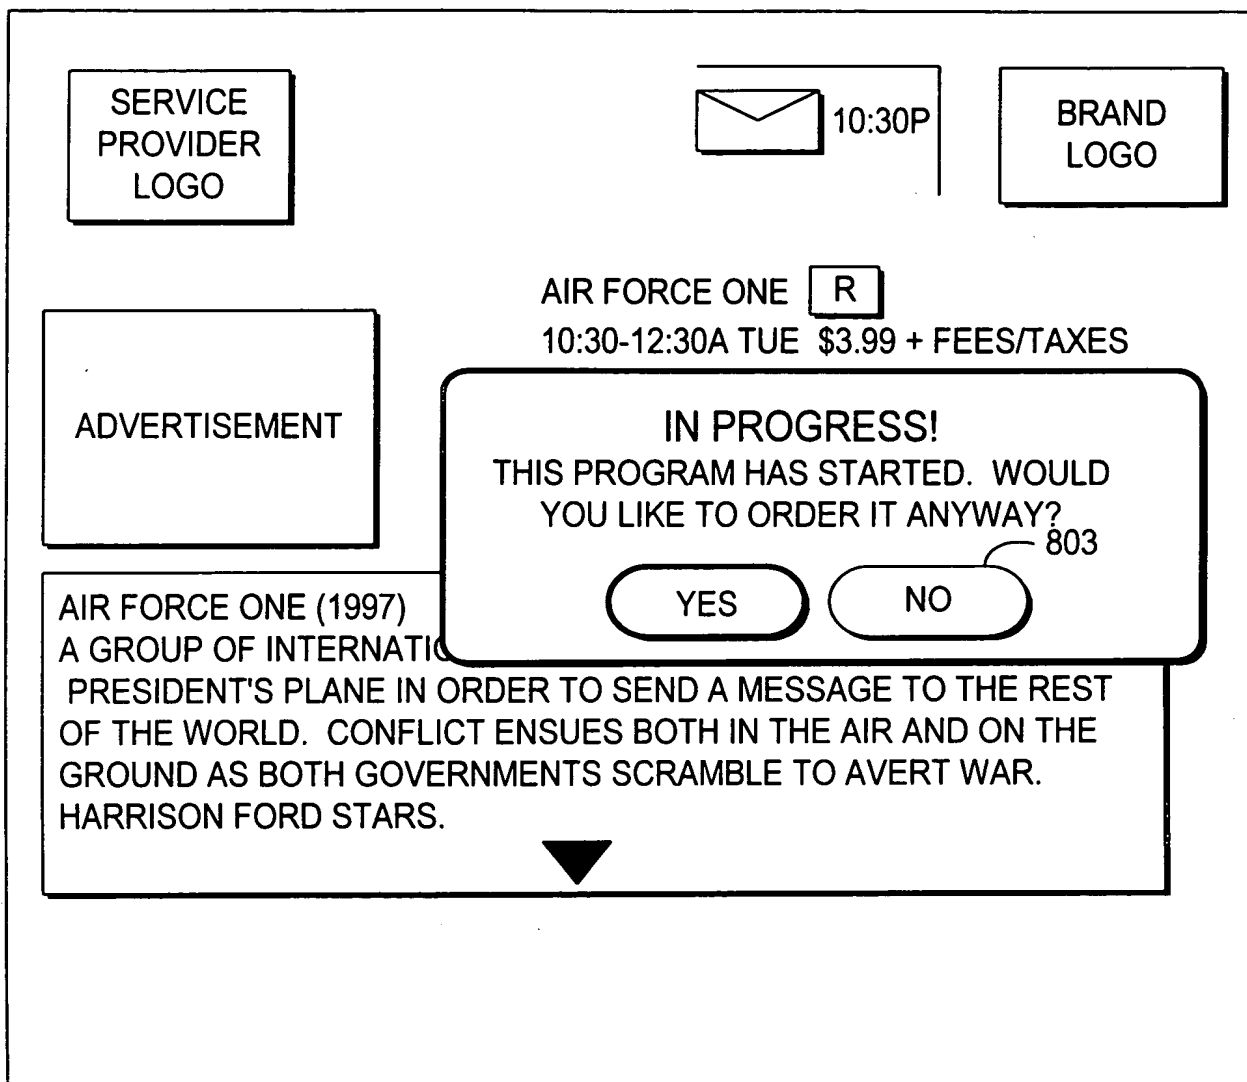 SERVICE
PROVIDER
LOGO
10:30P
BRAND
LOGO
AIR FORCE ONE R
10:30-12:30A TUE $3.99 + FEES/TAXES
ADVERTISEMENT
IN PROGRESS!
THIS PROGRAM HAS STARTED. WOULD
YOU LIKE TO ORDER IT ANYWAY?
803
YES NO
AIR FORCE ONE (1997)
A GROUP OF INTERNATIO
PRESIDENT'S PLANE IN ORDER TO SEND A MESSAGE TO THE REST
OF THE WORLD. CONFLICT ENSUES BOTH IN THE AIR AND ON THE
GROUND AS BOTH GOVERNMENTS SCRAMBLE TO AVERT WAR.
HARRISON FORD STARS.